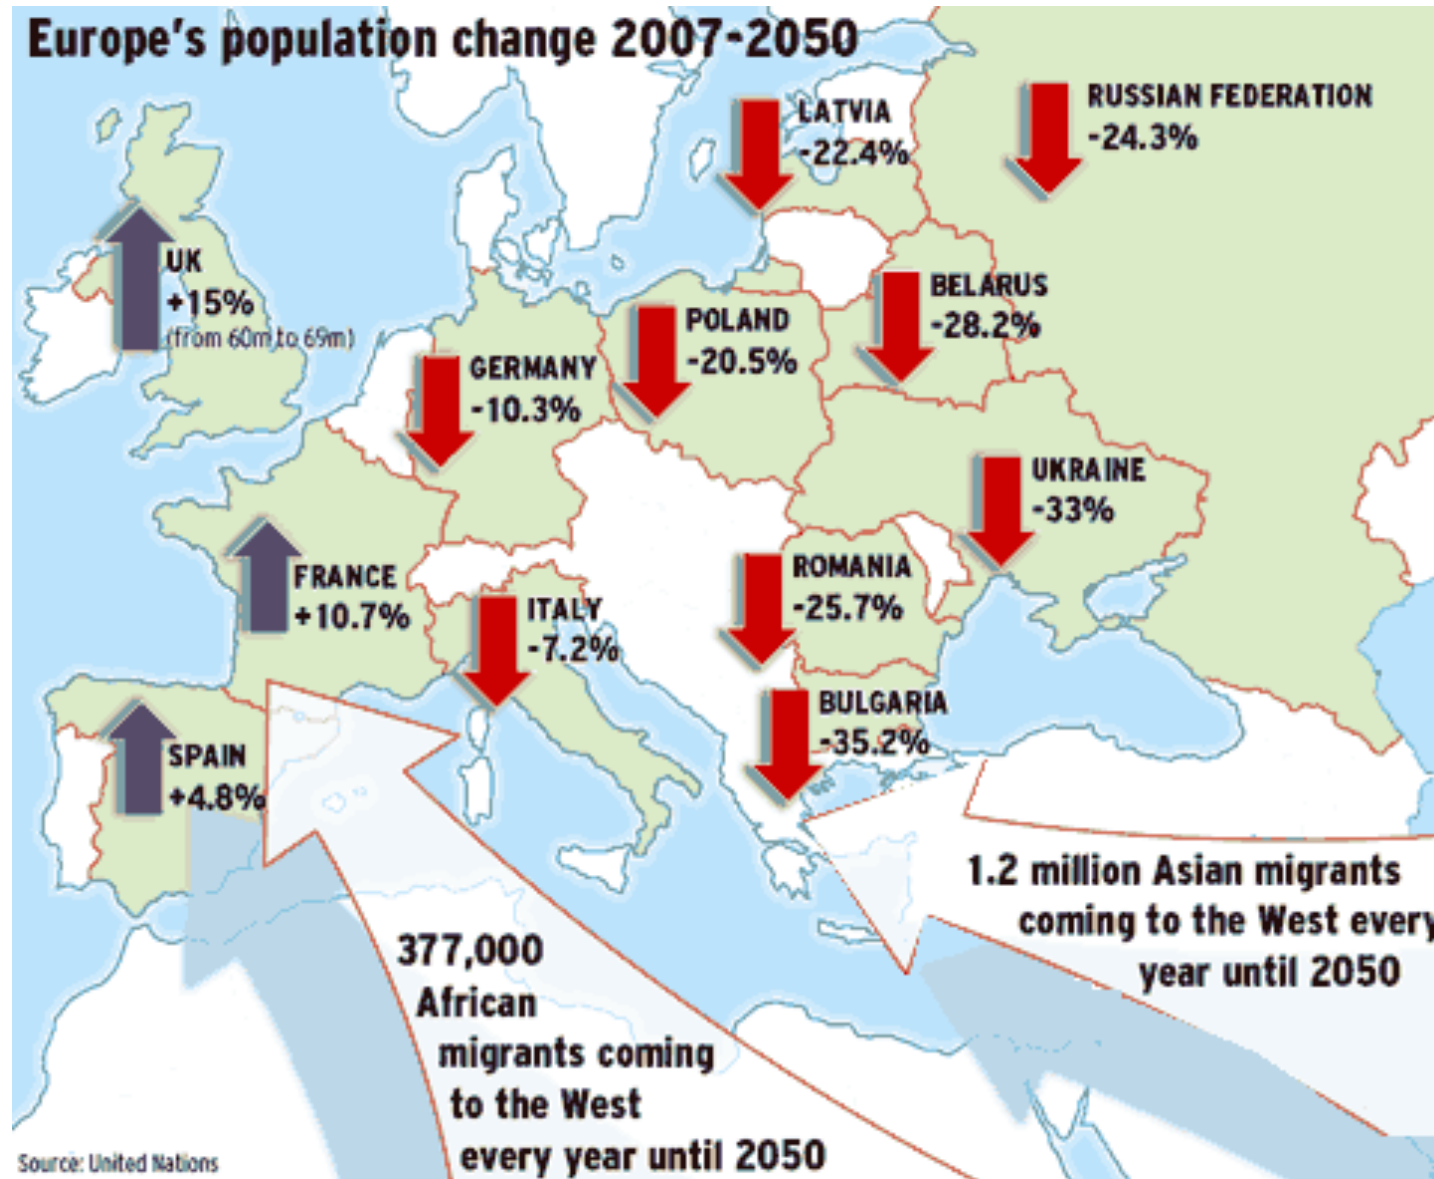 Europe's population change 2007-2050
LATVIA
-22.4%
RUSSIAN FEDERATION
-24.3%
UK
+15%
(from 60m to 69m)
BELARUS
-28.2%
POLAND
-20.5%
GERMANY
-10.3%
UKRAINE
-33%
FRANCE
+10.7%
ITALY
-7.2%
ROMANIA
-25.7%
BULGARIA
-35.2%
SPAIN
+4.8%
1.2 million Asian migrants
coming to the West every
year until 2050
377,000
African
migrants coming
to the West
every year until 2050
Source: United Nations